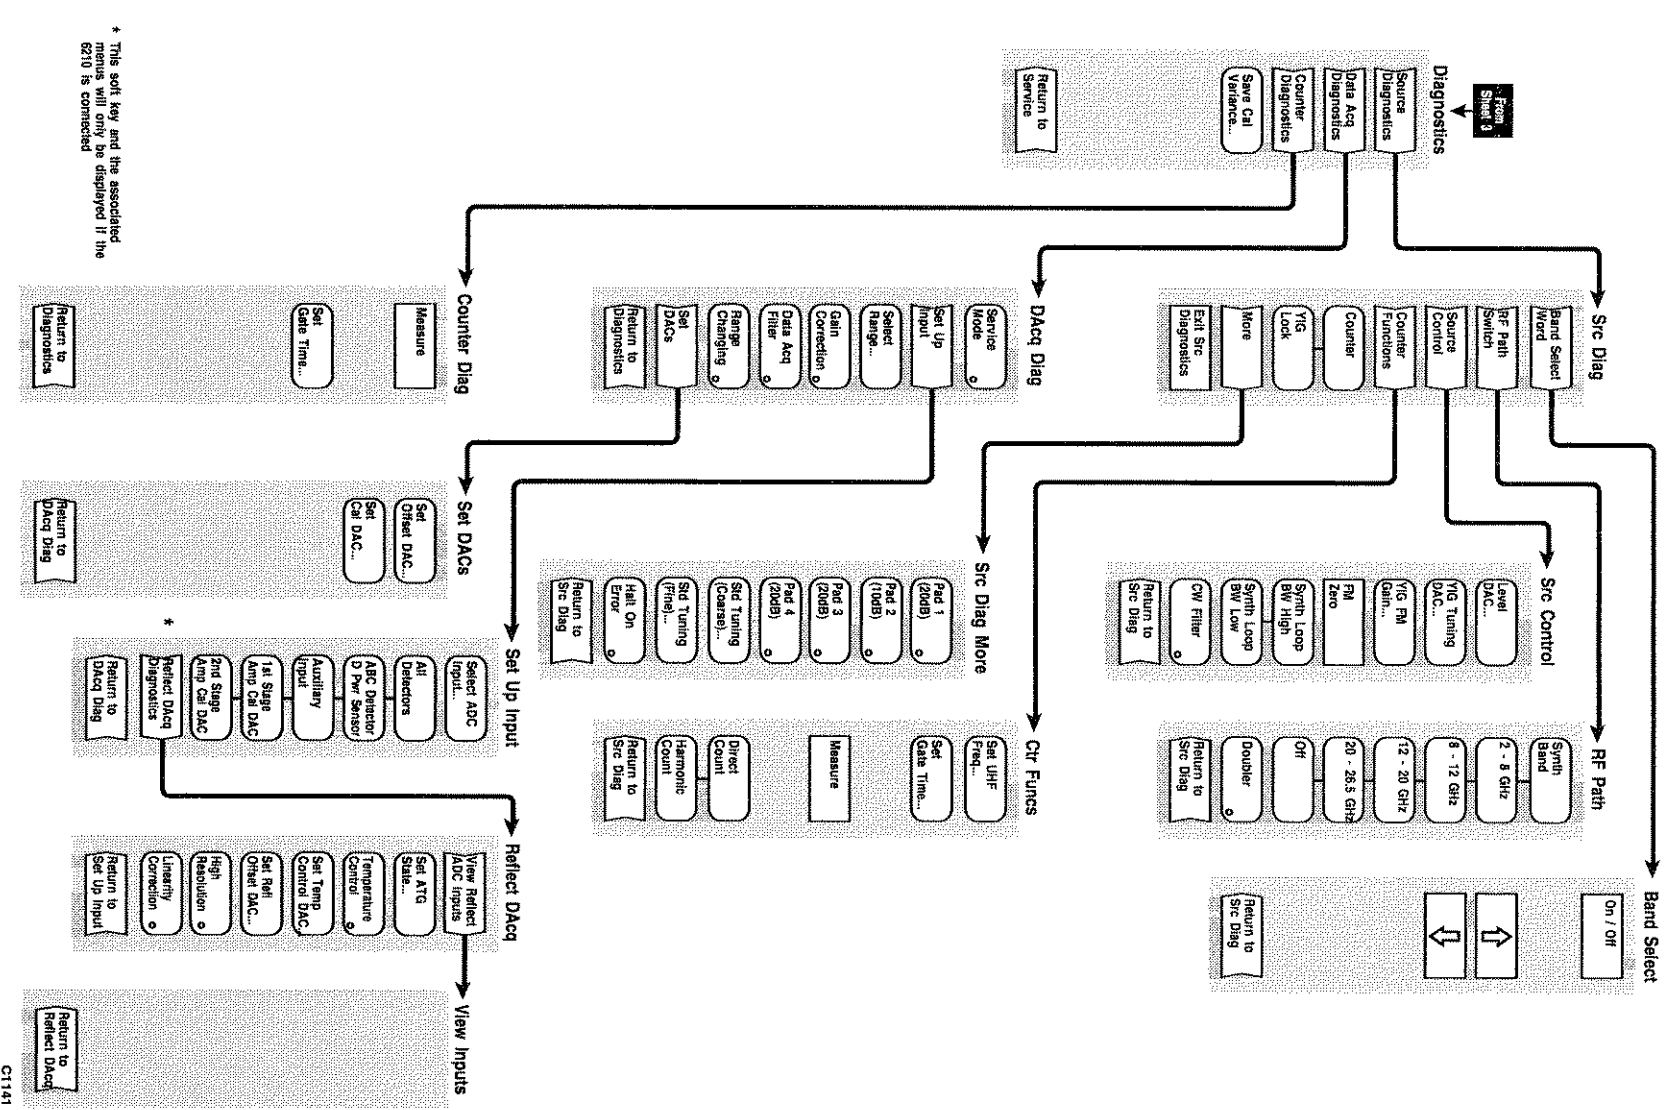 From
Sheet 3
Diagnostics
Source
Diagnostics
Data Acq
Diagnostics
Counter
Diagnostics
Save Cal
Variance...
Return to
Service
Src Diag
Band Select
Word
RF Path
Switch
Source
Control
Counter
Functions
Counter
YIG
Lock
More
Exit Src
Diagnostics
DAcq Diag
Service
Mode
Set Up
Input
Select
Range...
Gain
Correction
Data Acq
Filter
Range
Changing
Set
DACs
Return to
Diagnostics
Counter Diag
Measure
Set
Gate Time...
Return to
Diagnostics
Band Select
On / Off
Return to
Src Diag
RF Path
Synth
Band
2 - 8 GHz
8 - 12 GHz
12 - 20 GHz
20 - 26.5 GHz
Off
Doubler
Return to
Src Diag
Src Control
Level
DAC...
YIG Tuning
DAC...
YIG FM
Gain...
FM
Zero
Synth Loop
BW High
Synth Loop
BW Low
CW Filter
Return to
Src Diag
Ctr Funcs
Set UHF
Freq...
Set
Gate Time...
Measure
Direct
Count
Harmonic
Count
Return to
Src Diag
Src Diag More
Pad 1
(20dB)
Pad 2
(10dB)
Pad 3
(20dB)
Pad 4
(20dB)
Std Tuning
(Coarse)...
Std Tuning
(Fine)...
Halt On
Error
Return to
Src Diag
Set Up Input
Select ADC
Input...
All
Detectors
ABC Detector
D Pwr Sensor
Auxiliary
Input
1st Stage
Amp Cal DAC
2nd Stage
Amp Cal DAC
*
Reflect DAcq
Diagnostics
Return to
DAcq Diag
Set DACs
Set
Offset DAC...
Set
Cal DAC...
Return to
DAcq Diag
Reflect DAcq
View Reflect
ADC Inputs
Set ATG
State...
Temperature
Control
Set Temp
Control DAC..
Set Refl
Offset DAC...
High
Resolution
Linearity
Correction
Return to
Set Up Input
View Inputs
Return to
Reflect DAcq
* This soft key and the associated
menus will only be displayed if the
6210 is connected
C1141